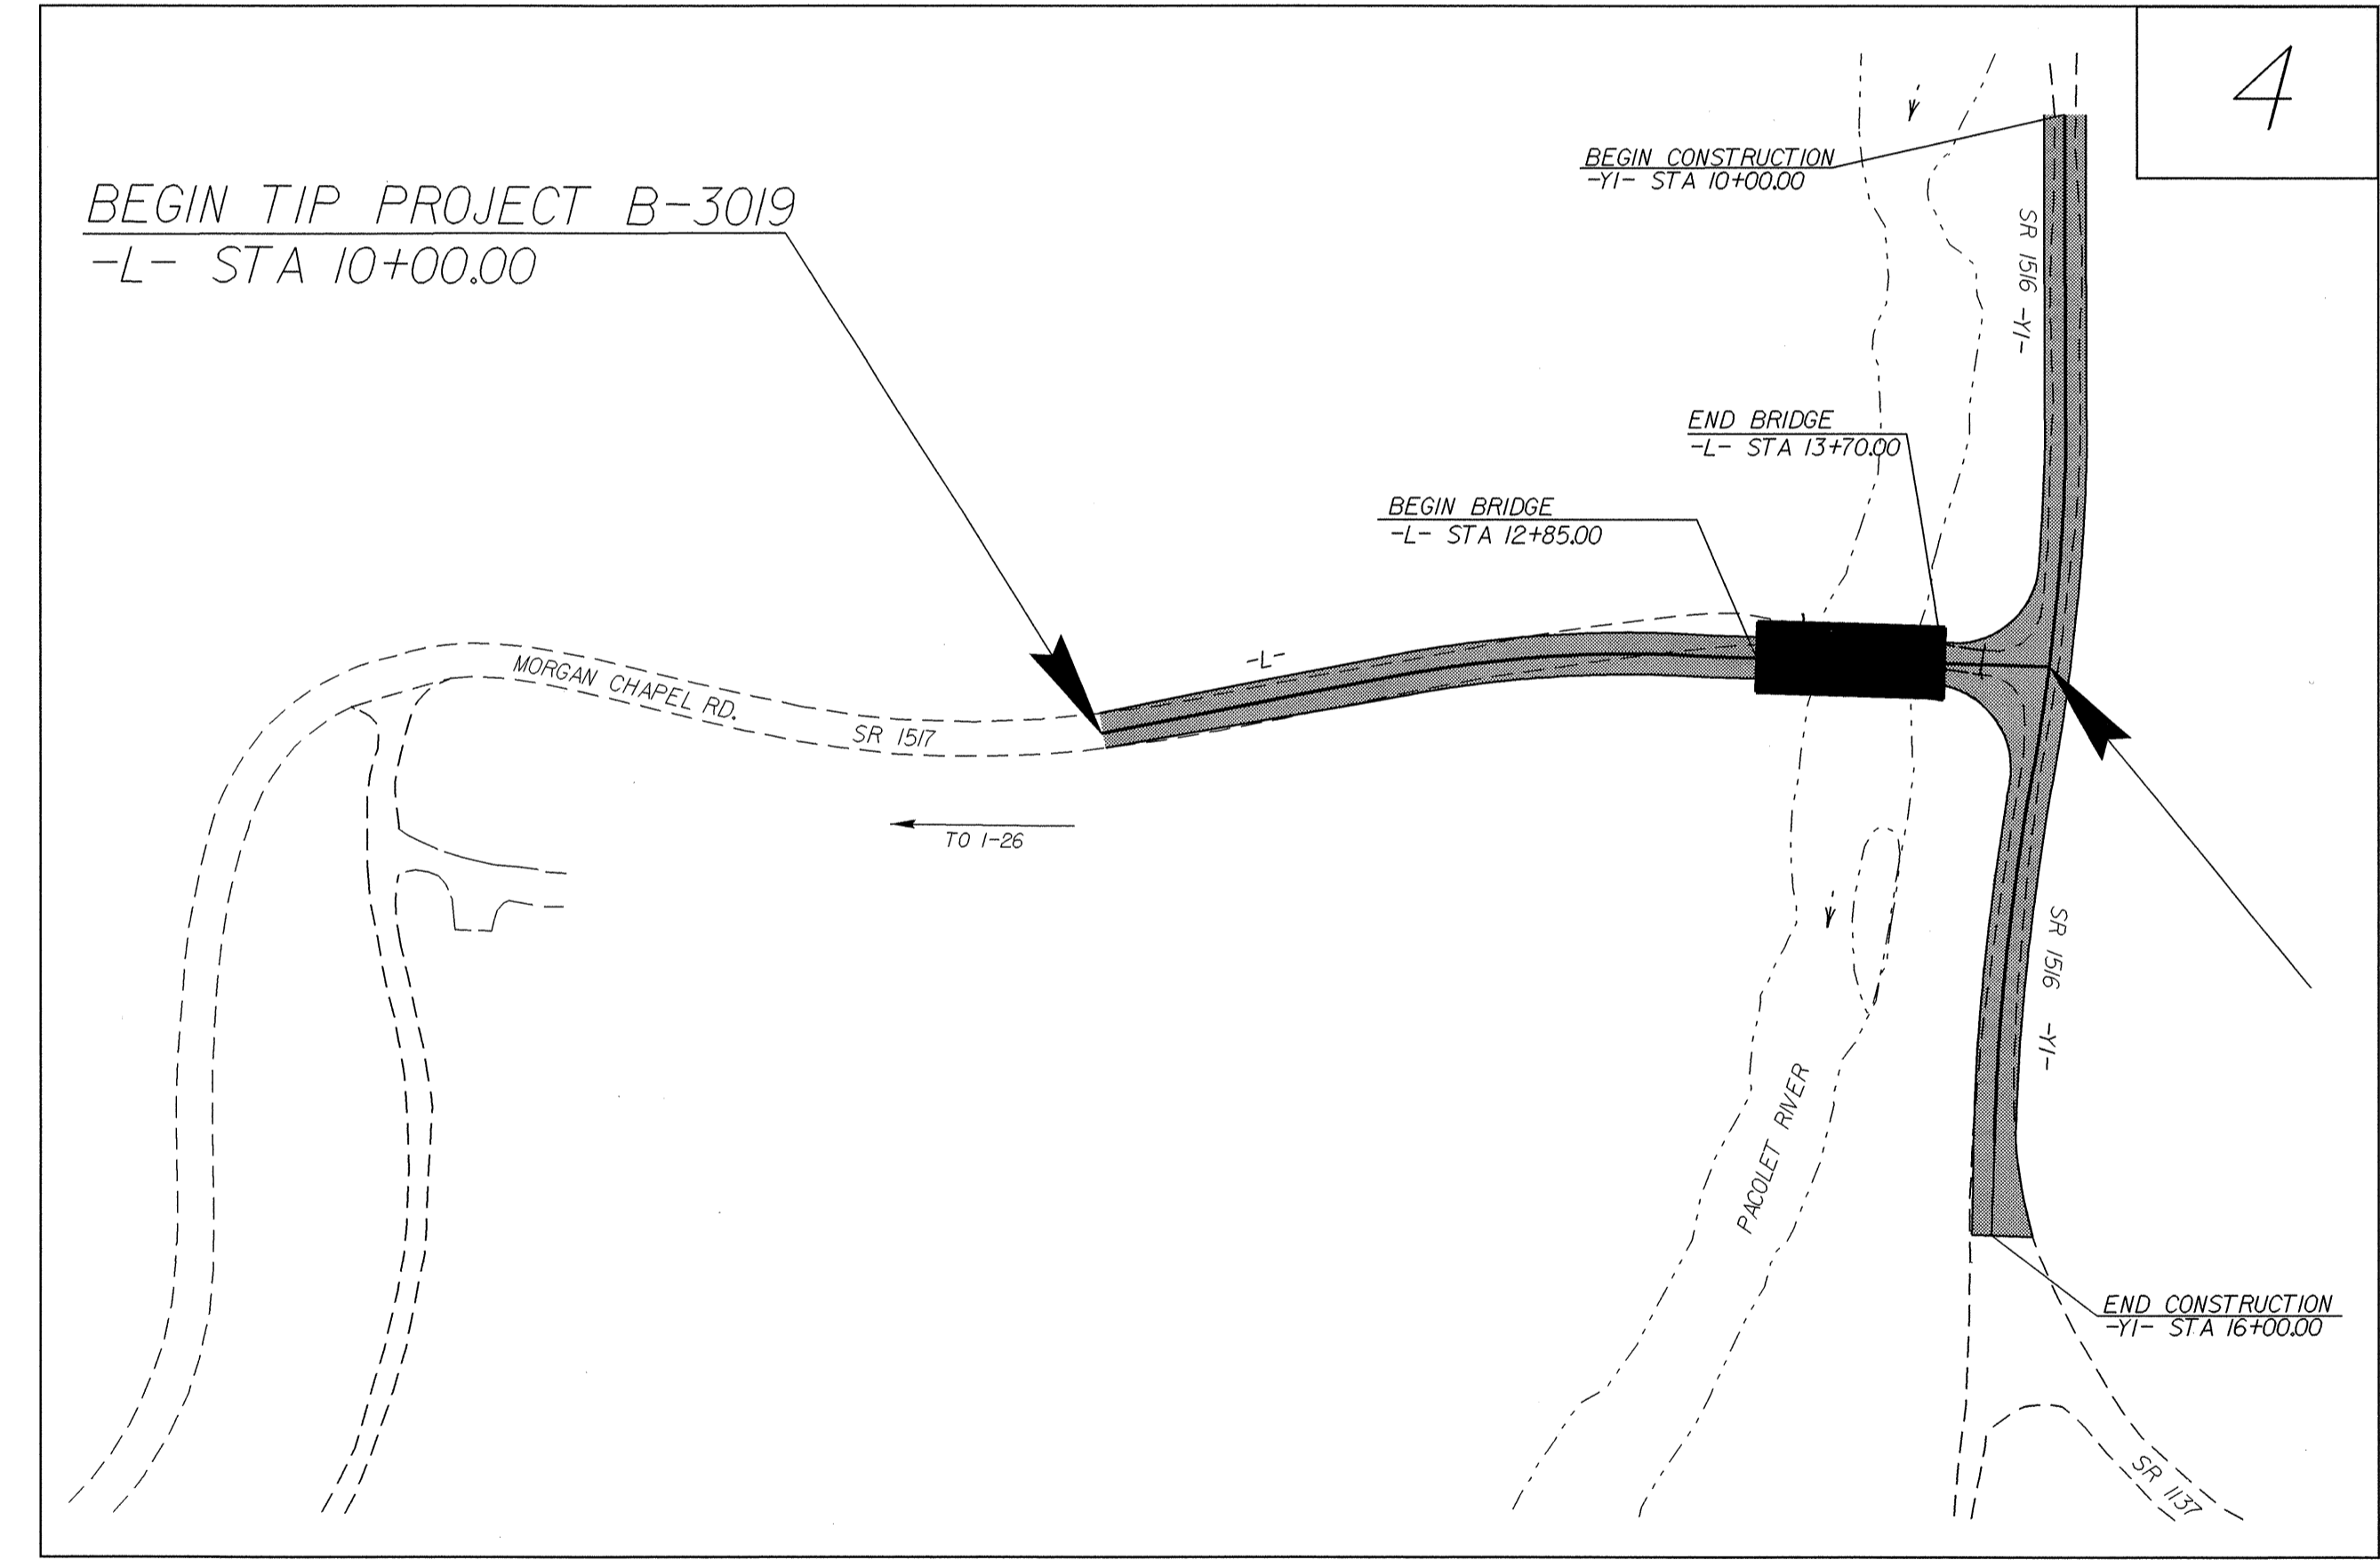 4
BEGIN CONSTRUCTION
-Y1- STA 10+00.00
BEGIN TIP PROJECT B-3019
-L- STA 10+00.00
SR 1516 -Y1-
END BRIDGE
-L- STA 13+70.00
BEGIN BRIDGE
-L- STA 12+85.00
-L-
MORGAN CHAPEL RD.
SR 1517
TO I-26
SR 1516 -Y1-
PACOLET RIVER
END CONSTRUCTION
-Y1- STA 16+00.00
SR 1137